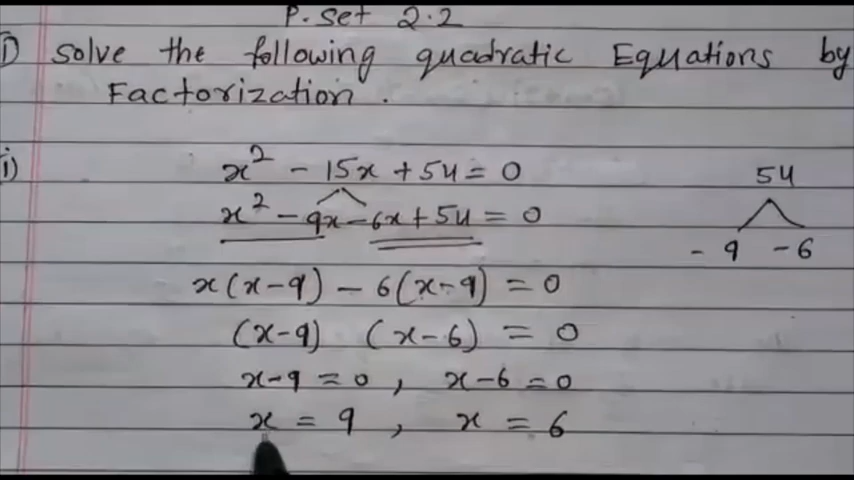 P. set 2.2
1) solve the following quadratic Equations by
Factorization.
i) x² - 15x + 54 = 0
54
x² - 9x - 6x + 54 = 0
- 9 - 6
x(x-9) - 6(x-9) = 0
(x-9) (x-6) = 0
x-9 = 0, x-6 = 0
x = 9, x = 6